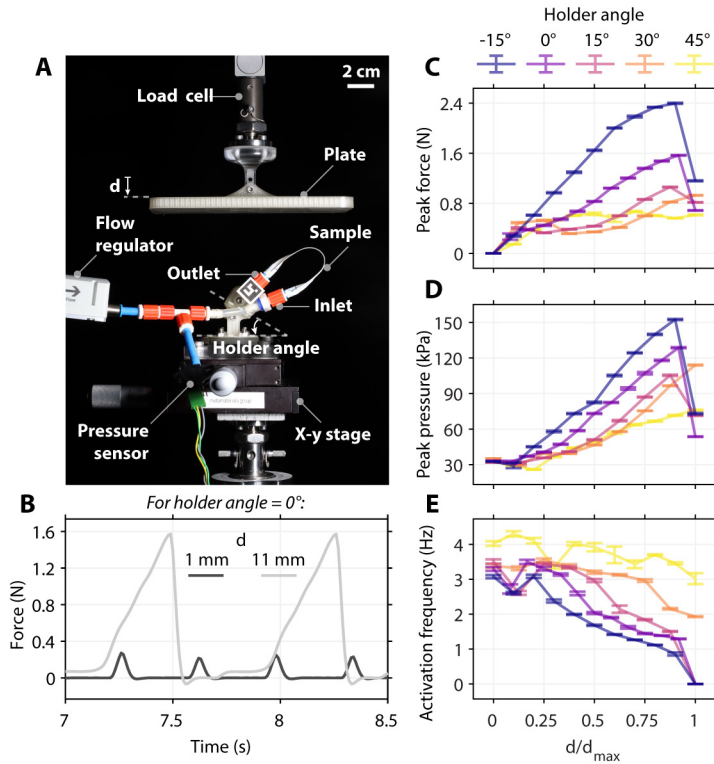 Holder angle
-15° 0° 15° 30° 45°
A
2 cm
Load cell
Plate
d
Flow
regulator
Sample
Outlet
Inlet
Holder angle
Pressure
sensor
X-y stage
B
For holder angle = 0°:
d
1 mm 11 mm
Force (N)
1.6
1.2
0.8
0.4
0
7 7.5 8 8.5
Time (s)
C
Peak force (N)
2.4
1.6
0.8
0
D
Peak pressure (kPa)
150
120
90
60
30
E
Activation frequency (Hz)
4
3
2
1
0
0 0.25 0.5 0.75 1
d/dmax